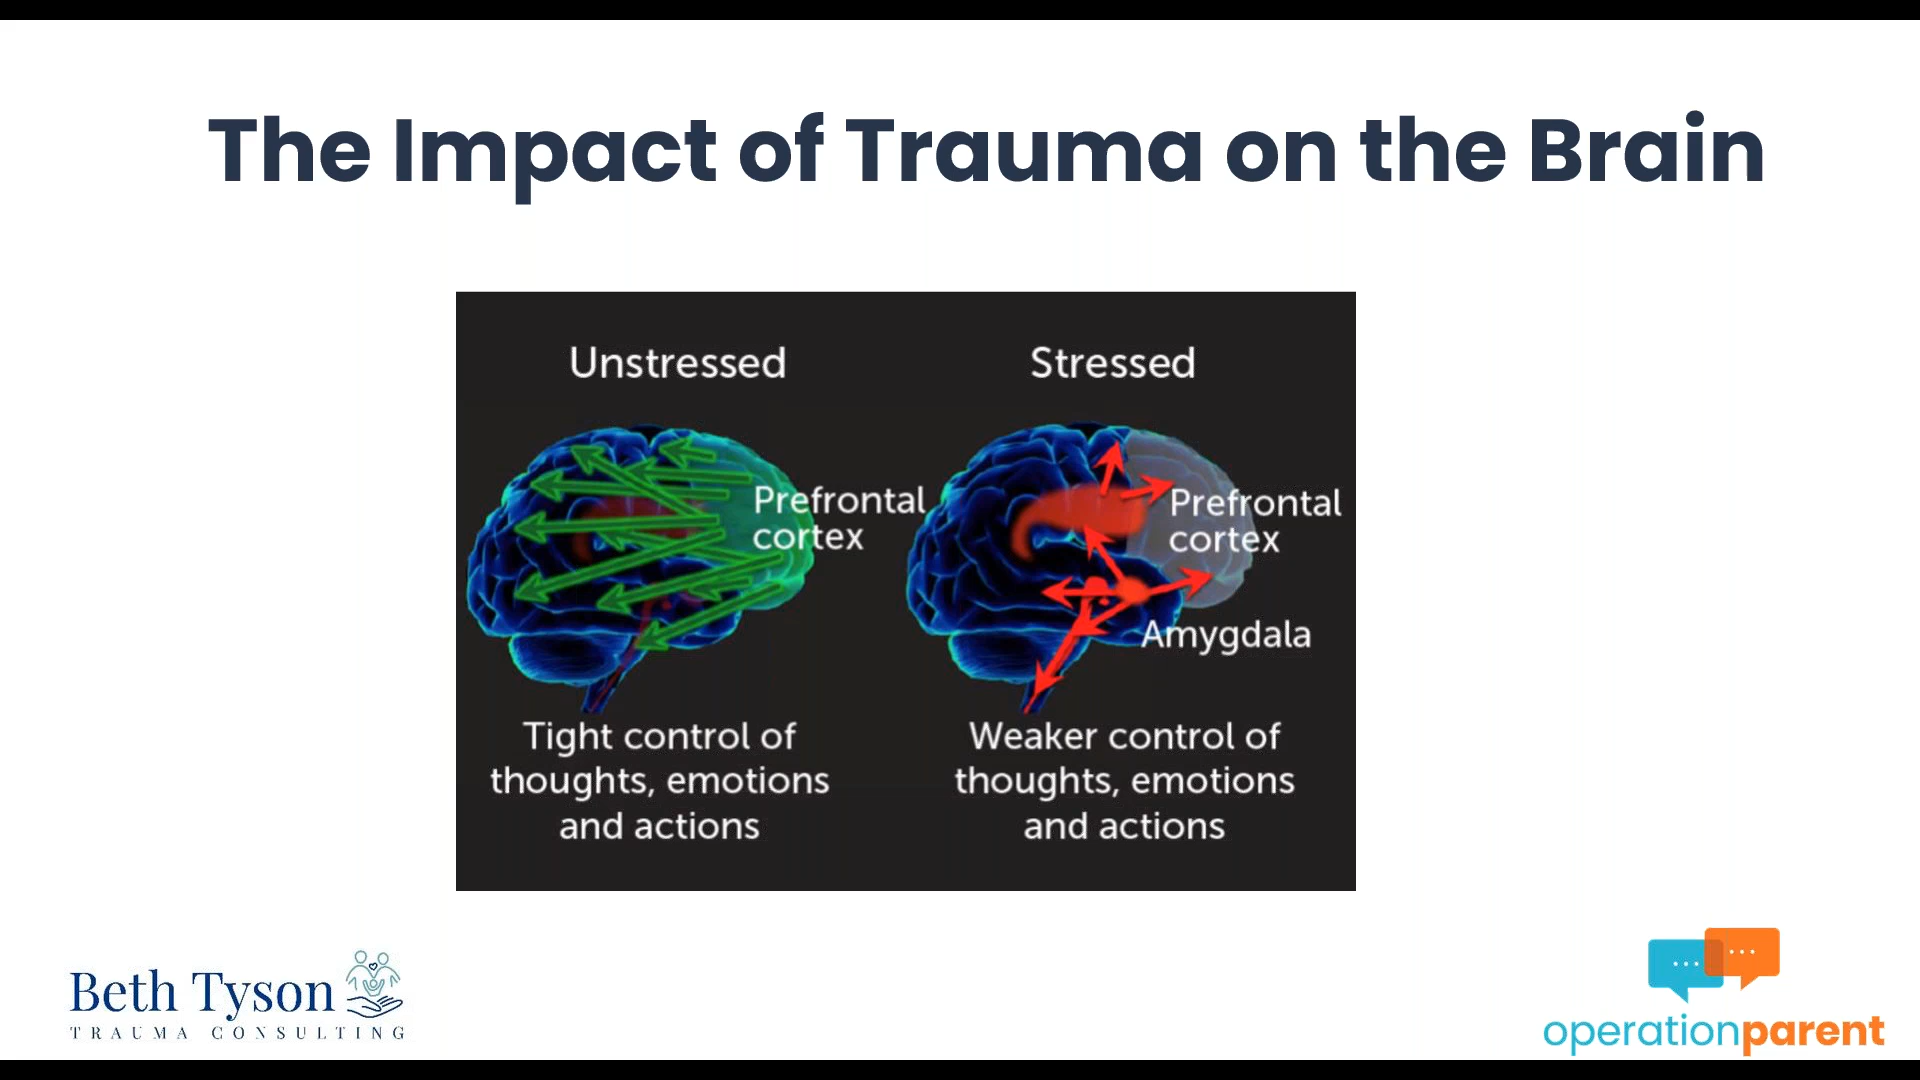 The Impact of Trauma on the Brain
Unstressed
Prefrontal
cortex
Tight control of
thoughts, emotions
and actions
Stressed
Prefrontal
cortex
Amygdala
Weaker control of
thoughts, emotions
and actions
Beth Tyson
TRAUMA CONSULTING
operationparent